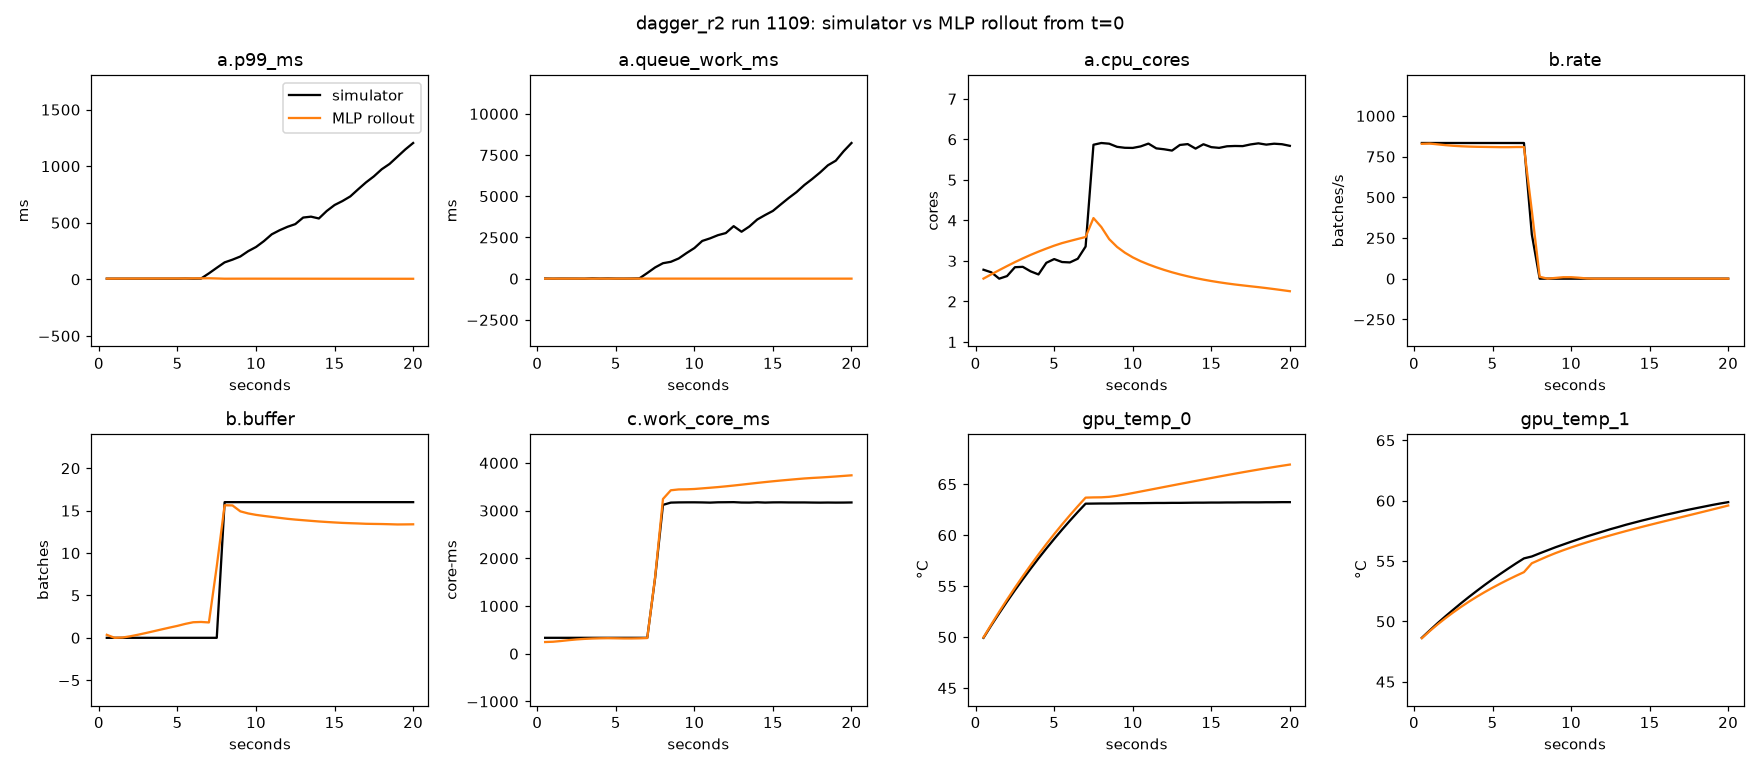 dagger_r2 run 1109: simulator vs MLP rollout from t=0
a.p99_ms
simulator
MLP rollout
1500
1000
500
0
−500
ms
0 5 10 15 20
seconds
a.queue_work_ms
10000
7500
5000
2500
0
−2500
ms
0 5 10 15 20
seconds
a.cpu_cores
7
6
5
4
3
2
1
cores
0 5 10 15 20
seconds
b.rate
1000
750
500
250
0
−250
batches/s
0 5 10 15 20
seconds
b.buffer
20
15
10
5
0
−5
batches
0 5 10 15 20
seconds
c.work_core_ms
4000
3000
2000
1000
0
−1000
core-ms
0 5 10 15 20
seconds
gpu_temp_0
65
60
55
50
45
°C
0 5 10 15 20
seconds
gpu_temp_1
65
60
55
50
45
°C
0 5 10 15 20
seconds